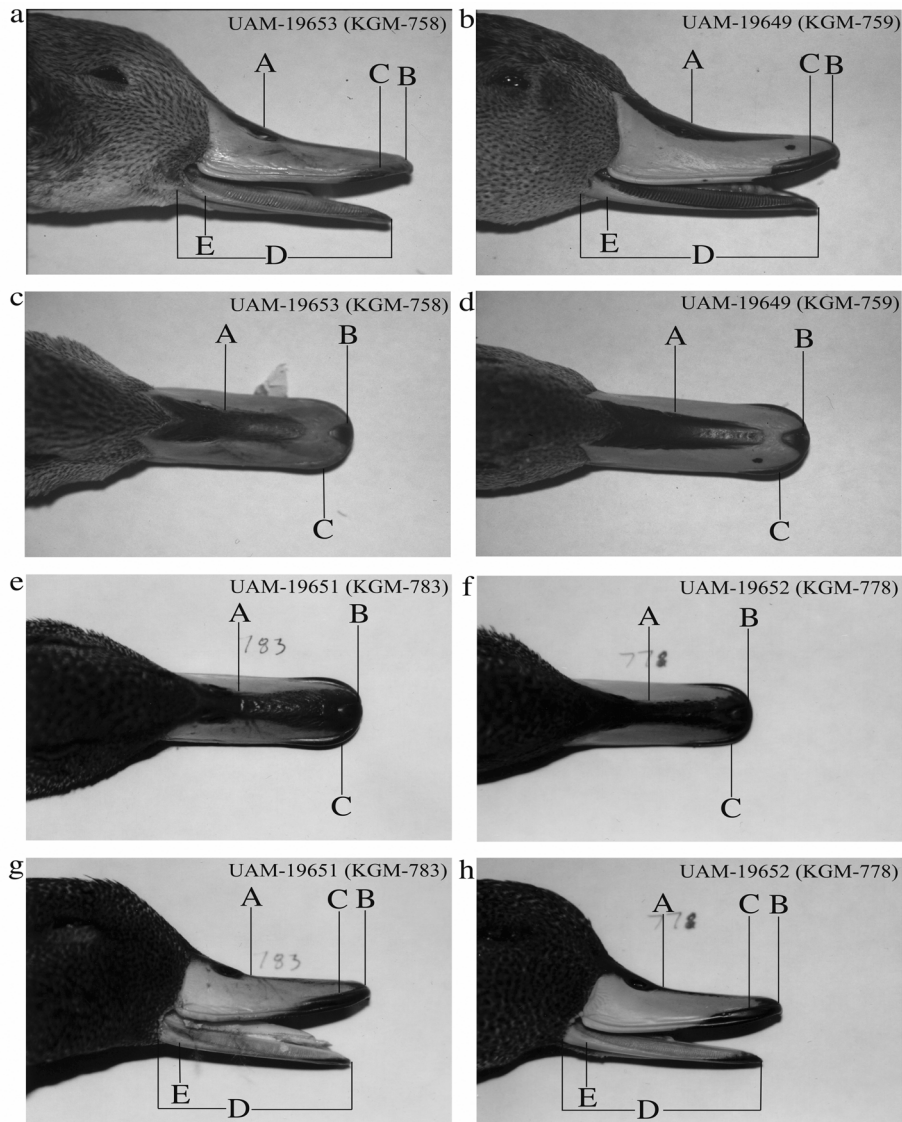 a UAM-19653 (KGM-758)
A C B
E D
b UAM-19649 (KGM-759)
A C B
E D
c UAM-19653 (KGM-758)
A B
C
d UAM-19649 (KGM-759)
A B
C
e UAM-19651 (KGM-783)
A B
783
C
f UAM-19652 (KGM-778)
A B
778
C
g UAM-19651 (KGM-783)
A C B
783
E D
h UAM-19652 (KGM-778)
A C B
778
E D